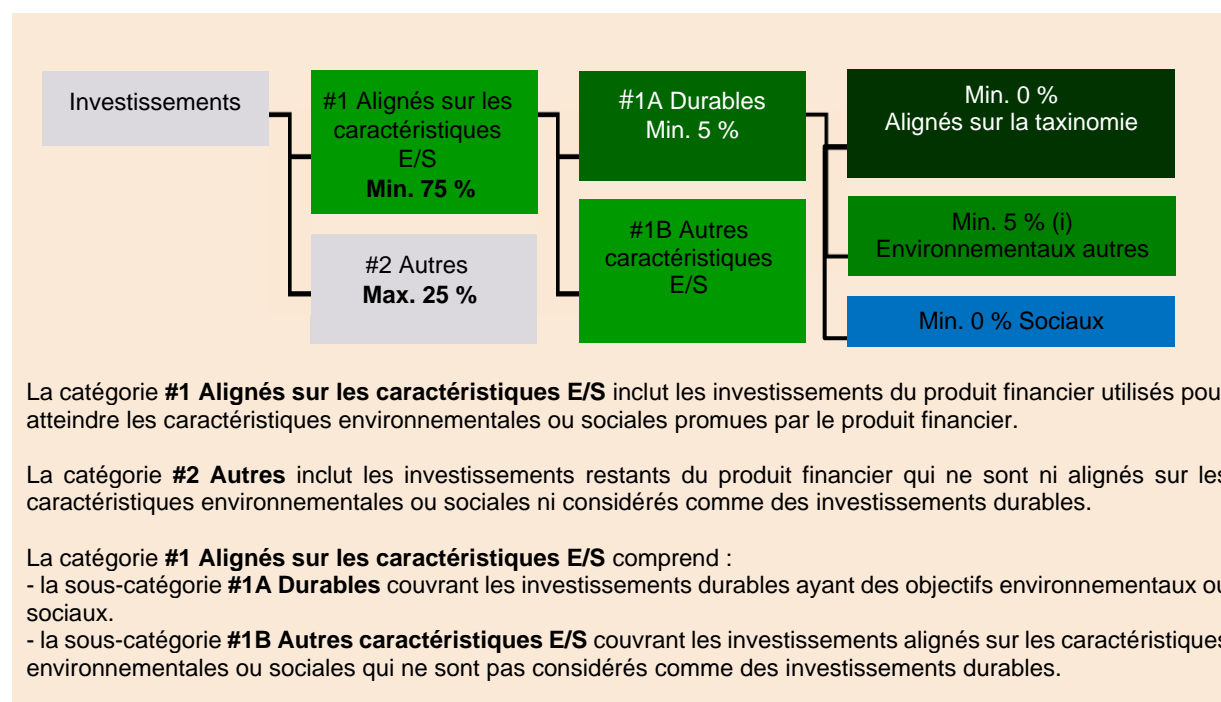 Investissements
#1 Alignés sur les
caractéristiques
E/S
Min. 75 %
#2 Autres
Max. 25 %
#1A Durables
Min. 5 %
#1B Autres
caractéristiques
E/S
Min. 0 %
Alignés sur la taxinomie
Min. 5 % (i)
Environnementaux autres
Min. 0 % Sociaux
La catégorie #1 Alignés sur les caractéristiques E/S inclut les investissements du produit financier utilisés pou
atteindre les caractéristiques environnementales ou sociales promues par le produit financier.
La catégorie #2 Autres inclut les investissements restants du produit financier qui ne sont ni alignés sur les
caractéristiques environnementales ou sociales ni considérés comme des investissements durables.
La catégorie #1 Alignés sur les caractéristiques E/S comprend :
- la sous-catégorie #1A Durables couvrant les investissements durables ayant des objectifs environnementaux ou
sociaux.
- la sous-catégorie #1B Autres caractéristiques E/S couvrant les investissements alignés sur les caractéristiques
environnementales ou sociales qui ne sont pas considérés comme des investissements durables.